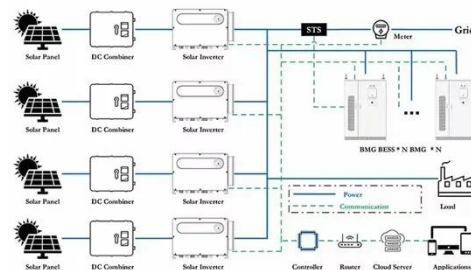 Solar Panel DC Combiner Solar Inverter STS Meter Grid
Solar Panel DC Combiner Solar Inverter
BMG BESS * N BMG * N
Solar Panel DC Combiner Solar Inverter
Power
Communication
Load
Solar Panel DC Combiner Solar Inverter
Controller Router Cloud Server Application